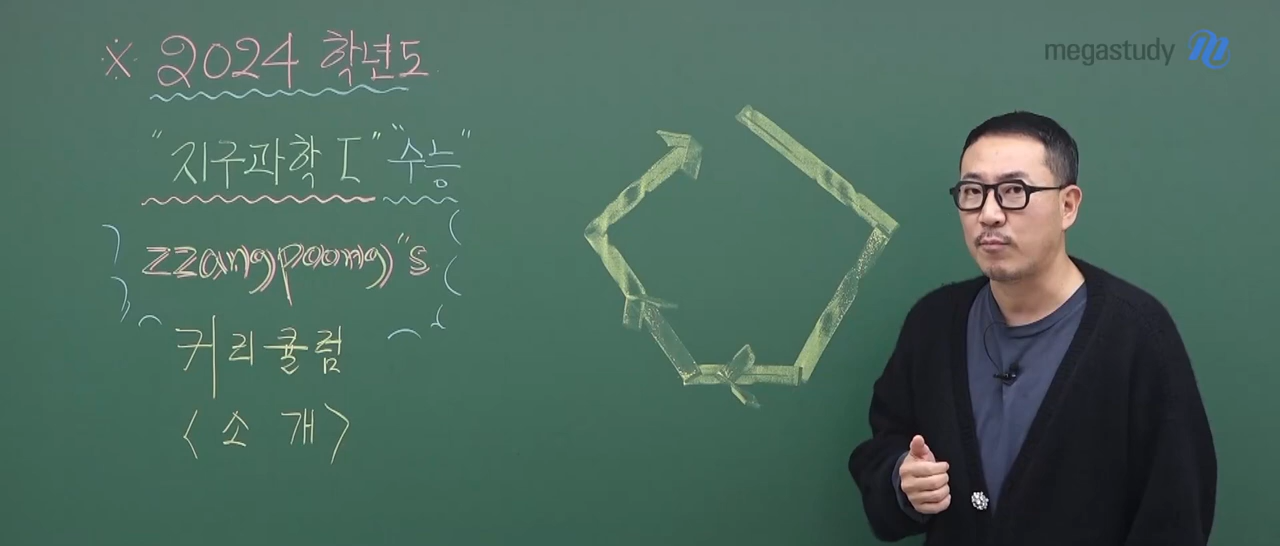 ※ 2024 학년도
"지구과학 I" "수능"
zzangpoong"s
커리큘럼
<소개>
megastudy